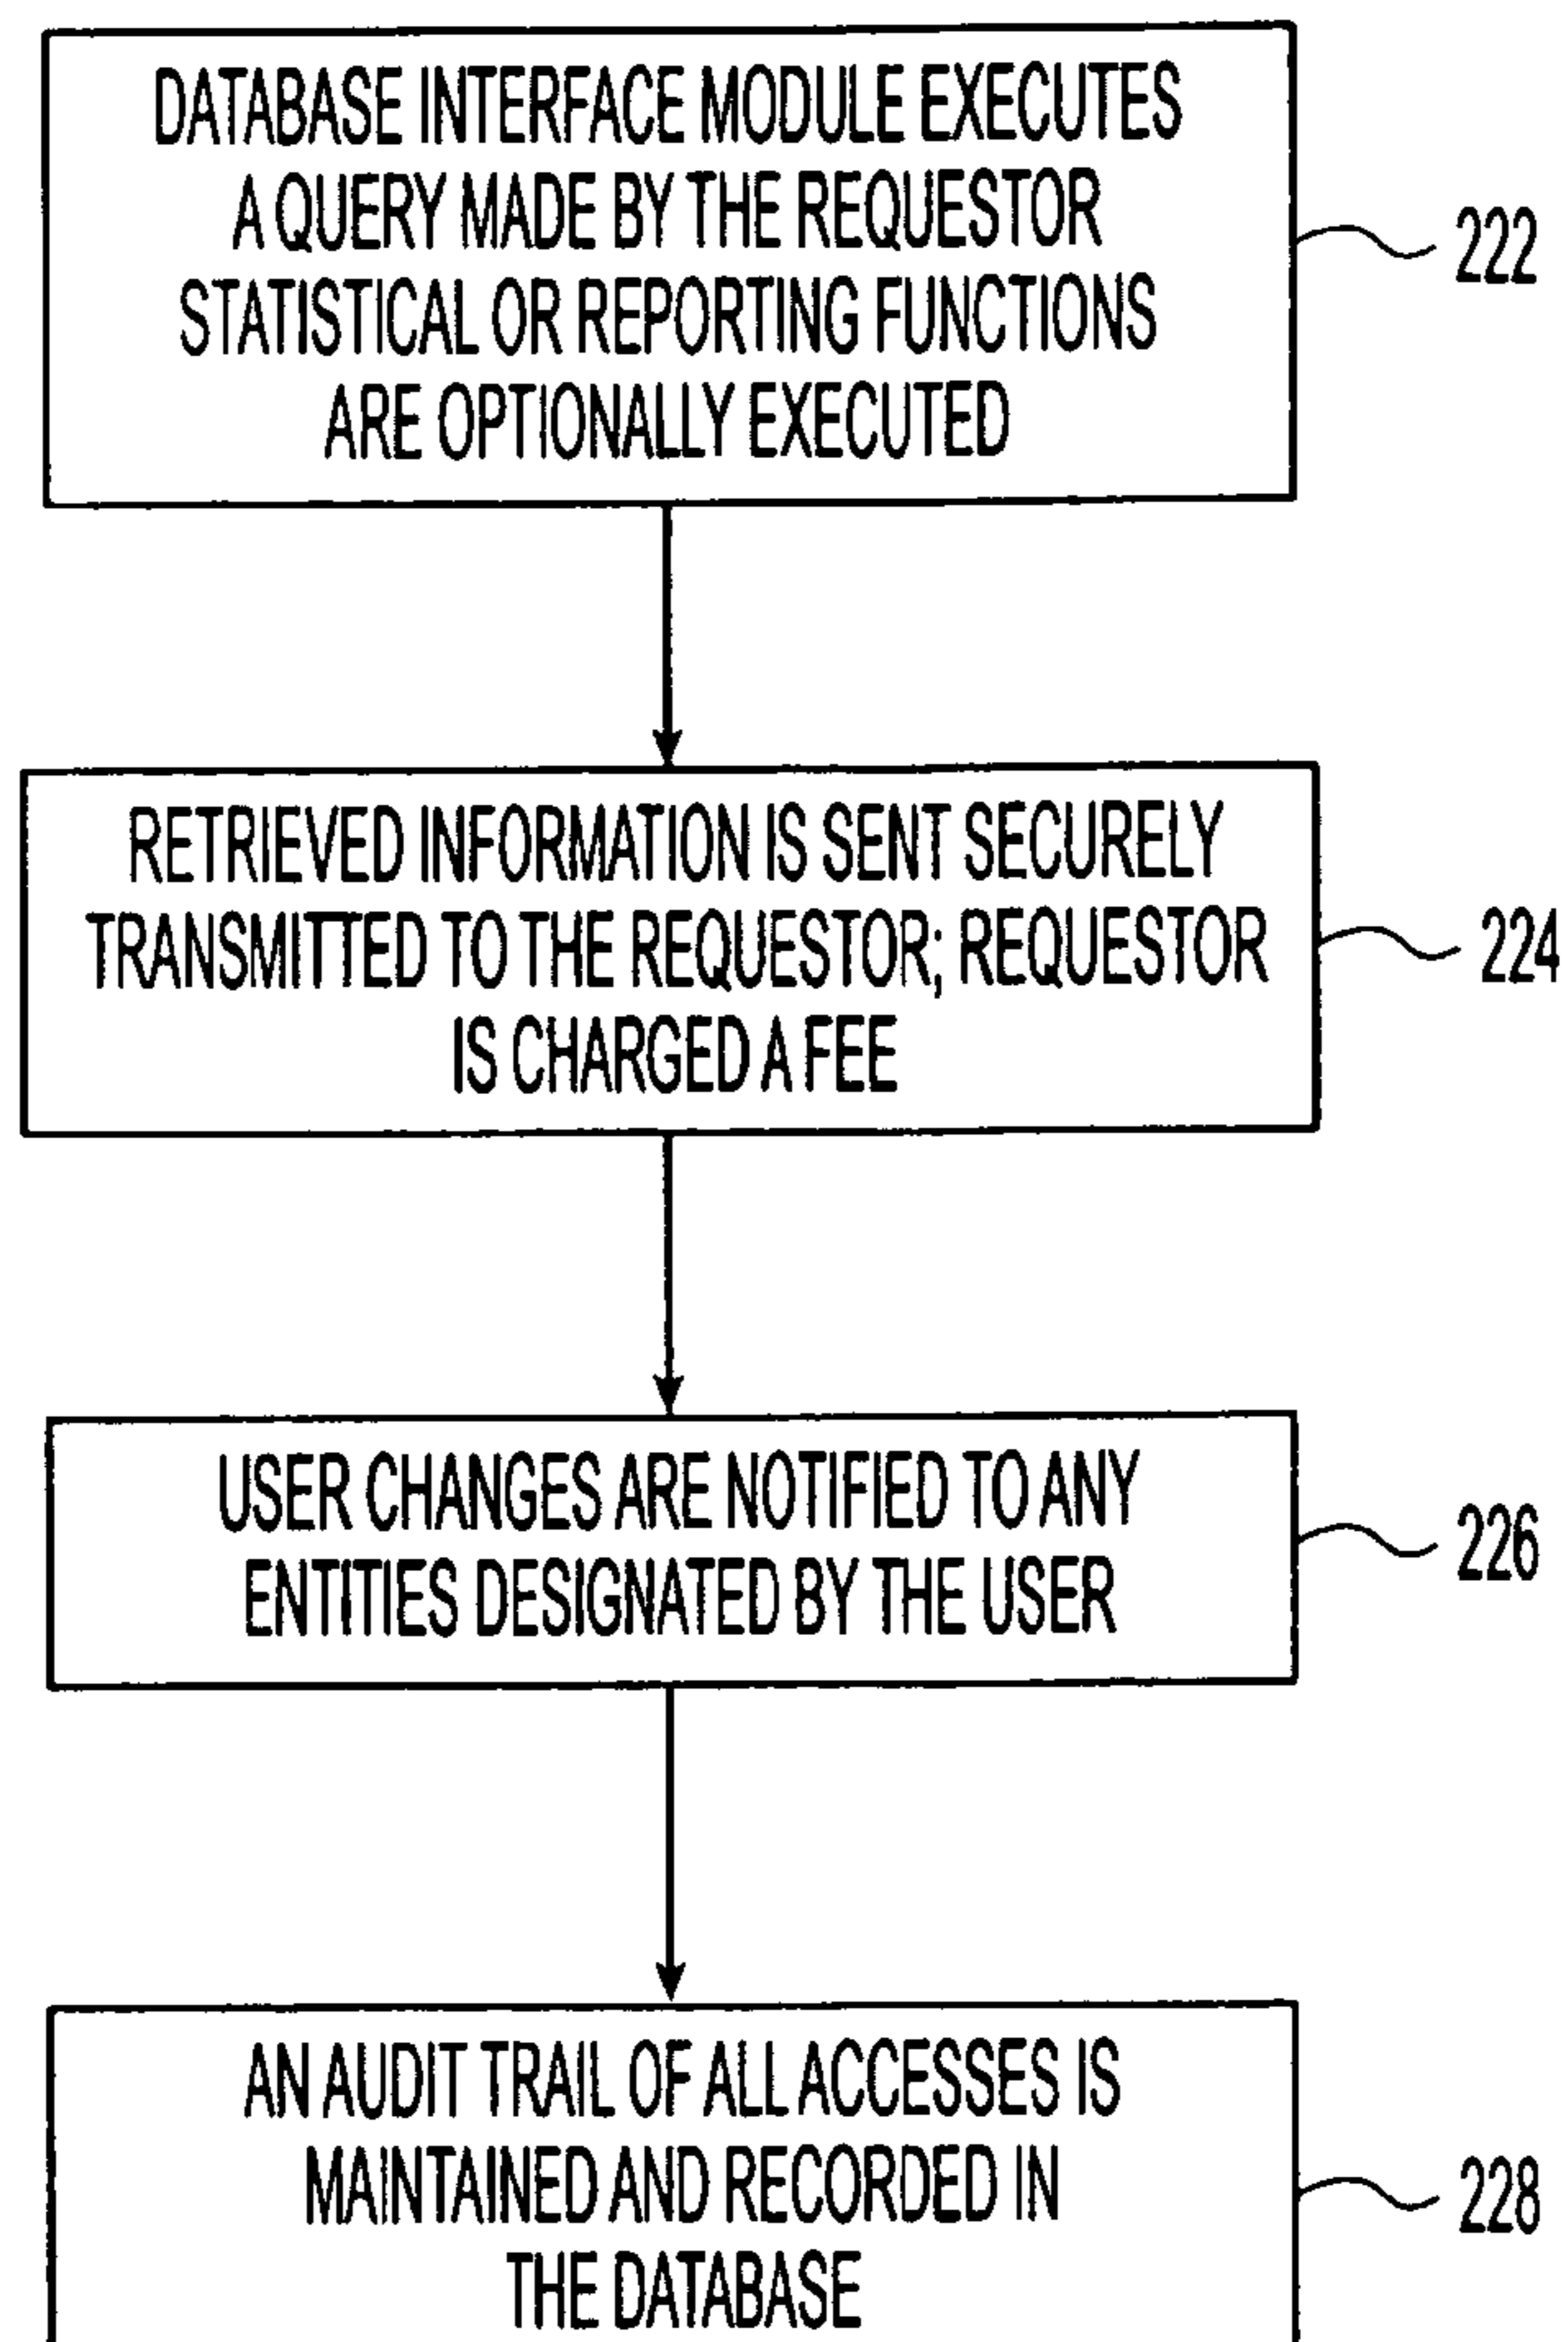 DATABASE INTERFACE MODULE EXECUTES
A QUERY MADE BY THE REQUESTOR
STATISTICAL OR REPORTING FUNCTIONS
ARE OPTIONALLY EXECUTED
222
RETRIEVED INFORMATION IS SENT SECURELY
TRANSMITTED TO THE REQUESTOR; REQUESTOR
IS CHARGED A FEE
224
USER CHANGES ARE NOTIFIED TO ANY
ENTITIES DESIGNATED BY THE USER
226
AN AUDIT TRAIL OF ALL ACCESSES IS
MAINTAINED AND RECORDED IN
THE DATABASE
228